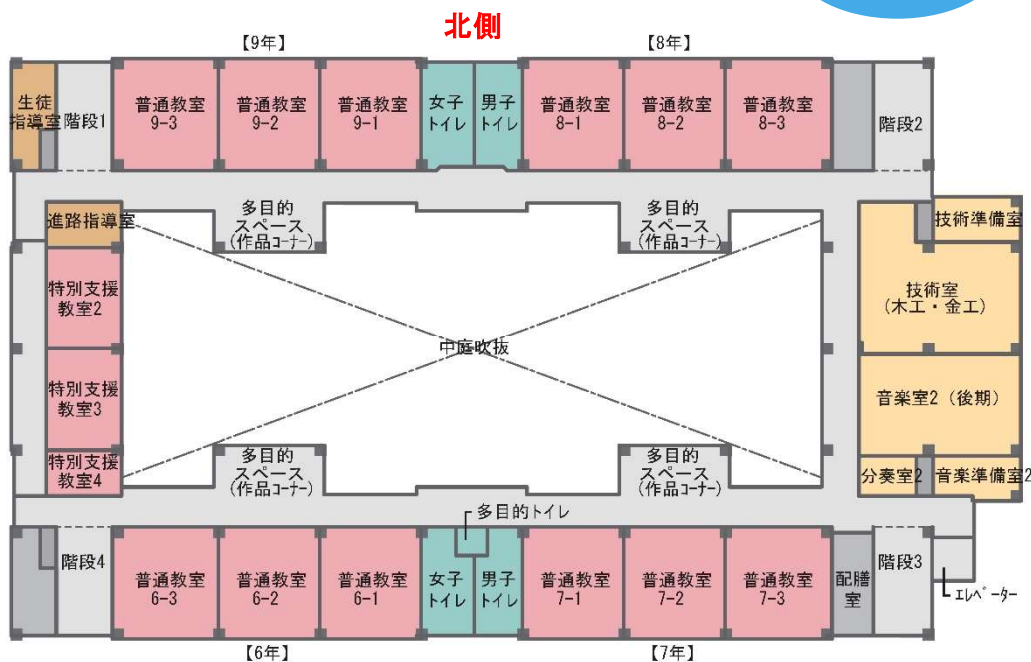 北側
【9年】
【8年】
生徒
指導室
階段1
普通教室
9-3
普通教室
9-2
普通教室
9-1
女子
トイレ
男子
トイレ
普通教室
8-1
普通教室
8-2
普通教室
8-3
階段2
進路指導室
多目的
スペース
(作品コーナー)
多目的
スペース
(作品コーナー)
技術準備室
特別支援
教室2
技術室
(木工・金工)
中庭吹抜
特別支援
教室3
音楽室2(後期)
特別支援
教室4
多目的
スペース
(作品コーナー)
多目的
スペース
(作品コーナー)
分奏室2
音楽準備室2
多目的トイレ
階段4
普通教室
6-3
普通教室
6-2
普通教室
6-1
女子
トイレ
男子
トイレ
普通教室
7-1
普通教室
7-2
普通教室
7-3
配膳
室
階段3
エレベーター
【6年】
【7年】